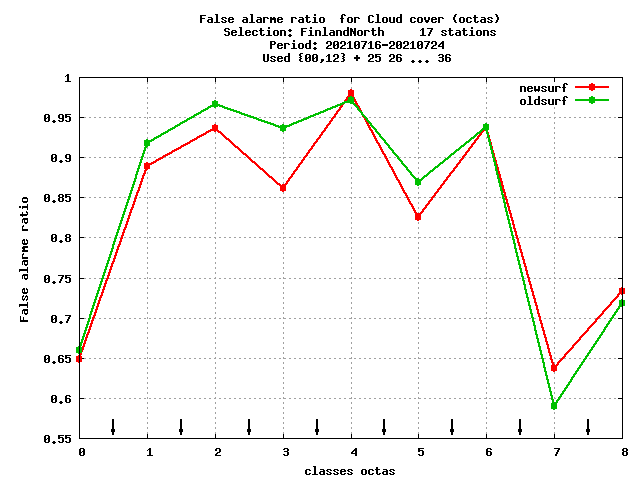 False alarme ratio  for Cloud cover (octas)
Selection: FinlandNorth     17 stations
Period: 20210716-20210724
Used {00,12} + 25 26 ... 36
newsurf
oldsurf
1
0.95
0.9
0.85
0.8
0.75
0.7
0.65
0.6
0.55
False alarme ratio
0 1 2 3 4 5 6 7 8
classes octas